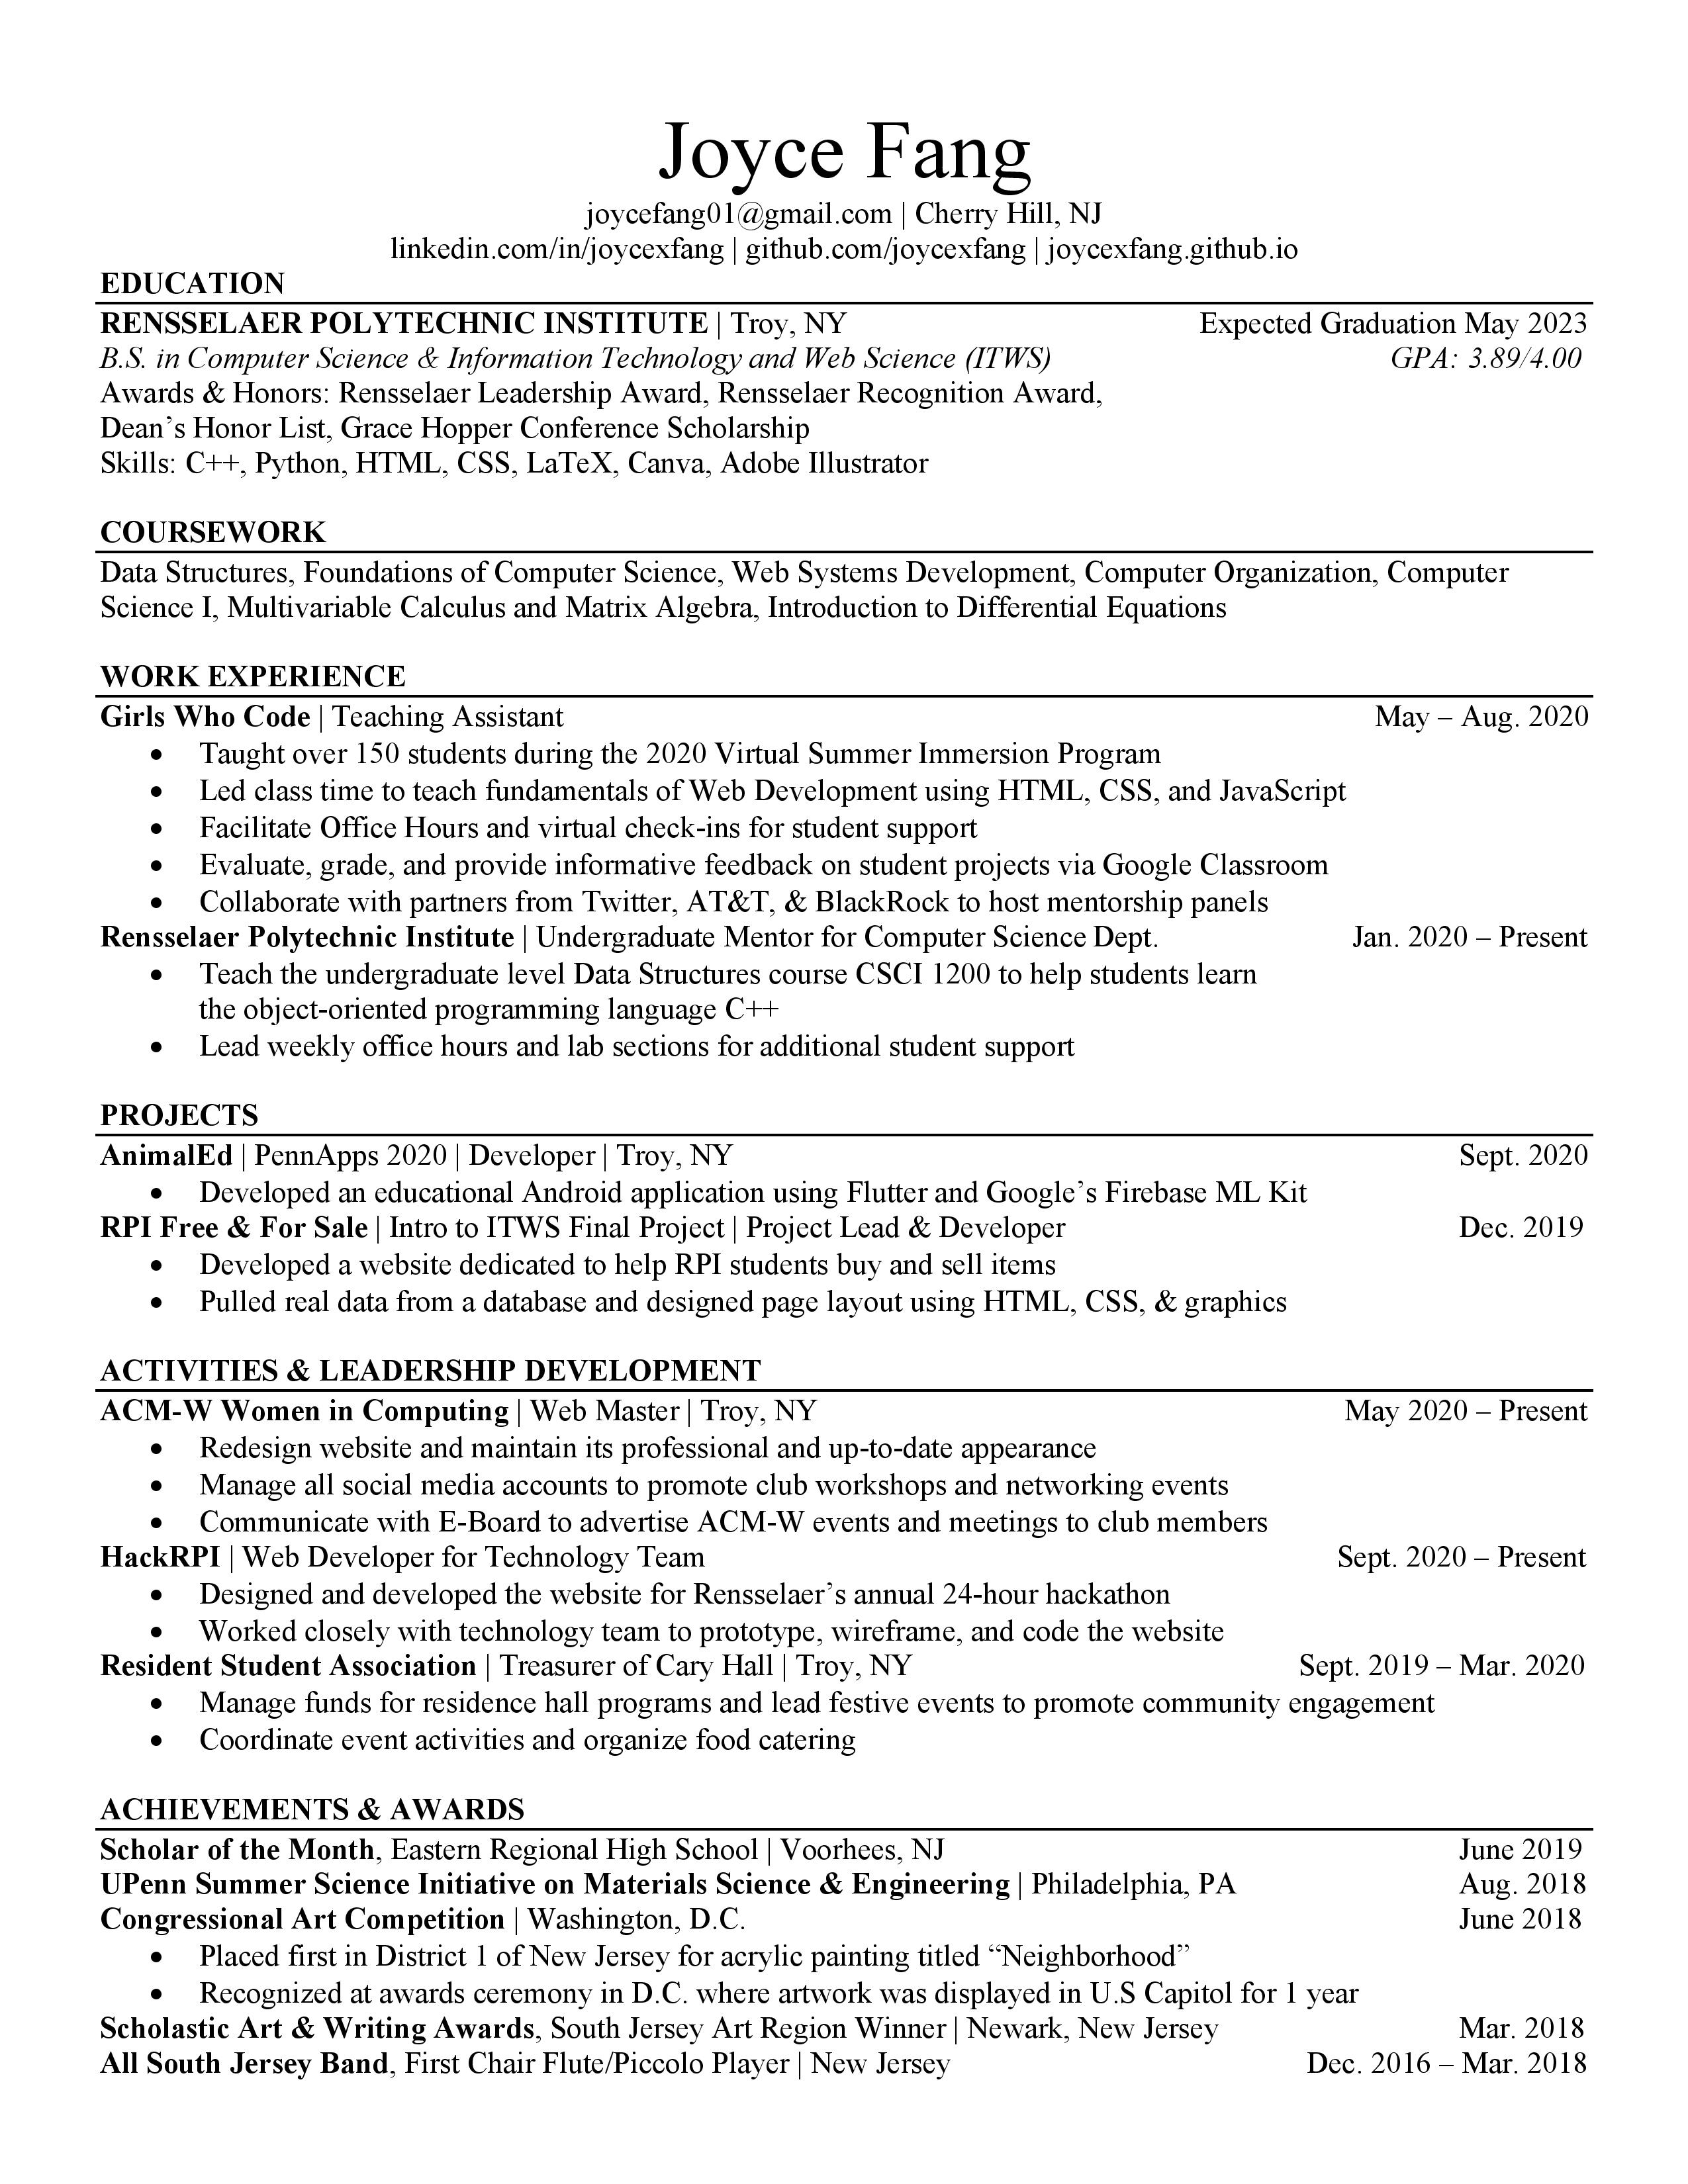 Joyce Fang
joycefang01@gmail.com | Cherry Hill, NJ
linkedin.com/in/joycexfang | github.com/joycexfang | joycexfang.github.io
EDUCATION
RENSSELAER POLYTECHNIC INSTITUTE | Troy, NY Expected Graduation May 2023
B.S. in Computer Science & Information Technology and Web Science (ITWS) GPA: 3.89/4.00
Awards & Honors: Rensselaer Leadership Award, Rensselaer Recognition Award,
Dean’s Honor List, Grace Hopper Conference Scholarship
Skills: C++, Python, HTML, CSS, LaTeX, Canva, Adobe Illustrator
COURSEWORK
Data Structures, Foundations of Computer Science, Web Systems Development, Computer Organization, Computer
Science I, Multivariable Calculus and Matrix Algebra, Introduction to Differential Equations
WORK EXPERIENCE
Girls Who Code | Teaching Assistant May – Aug. 2020
• Taught over 150 students during the 2020 Virtual Summer Immersion Program
• Led class time to teach fundamentals of Web Development using HTML, CSS, and JavaScript
• Facilitate Office Hours and virtual check-ins for student support
• Evaluate, grade, and provide informative feedback on student projects via Google Classroom
• Collaborate with partners from Twitter, AT&T, & BlackRock to host mentorship panels
Rensselaer Polytechnic Institute | Undergraduate Mentor for Computer Science Dept. Jan. 2020 – Present
• Teach the undergraduate level Data Structures course CSCI 1200 to help students learn
the object-oriented programming language C++
• Lead weekly office hours and lab sections for additional student support
PROJECTS
AnimalEd | PennApps 2020 | Developer | Troy, NY Sept. 2020
• Developed an educational Android application using Flutter and Google’s Firebase ML Kit
RPI Free & For Sale | Intro to ITWS Final Project | Project Lead & Developer Dec. 2019
• Developed a website dedicated to help RPI students buy and sell items
• Pulled real data from a database and designed page layout using HTML, CSS, & graphics
ACTIVITIES & LEADERSHIP DEVELOPMENT
ACM-W Women in Computing | Web Master | Troy, NY May 2020 – Present
• Redesign website and maintain its professional and up-to-date appearance
• Manage all social media accounts to promote club workshops and networking events
• Communicate with E-Board to advertise ACM-W events and meetings to club members
HackRPI | Web Developer for Technology Team Sept. 2020 – Present
• Designed and developed the website for Rensselaer’s annual 24-hour hackathon
• Worked closely with technology team to prototype, wireframe, and code the website
Resident Student Association | Treasurer of Cary Hall | Troy, NY Sept. 2019 – Mar. 2020
• Manage funds for residence hall programs and lead festive events to promote community engagement
• Coordinate event activities and organize food catering
ACHIEVEMENTS & AWARDS
Scholar of the Month, Eastern Regional High School | Voorhees, NJ June 2019
UPenn Summer Science Initiative on Materials Science & Engineering | Philadelphia, PA Aug. 2018
Congressional Art Competition | Washington, D.C. June 2018
• Placed first in District 1 of New Jersey for acrylic painting titled “Neighborhood”
• Recognized at awards ceremony in D.C. where artwork was displayed in U.S Capitol for 1 year
Scholastic Art & Writing Awards, South Jersey Art Region Winner | Newark, New Jersey Mar. 2018
All South Jersey Band, First Chair Flute/Piccolo Player | New Jersey Dec. 2016 – Mar. 2018